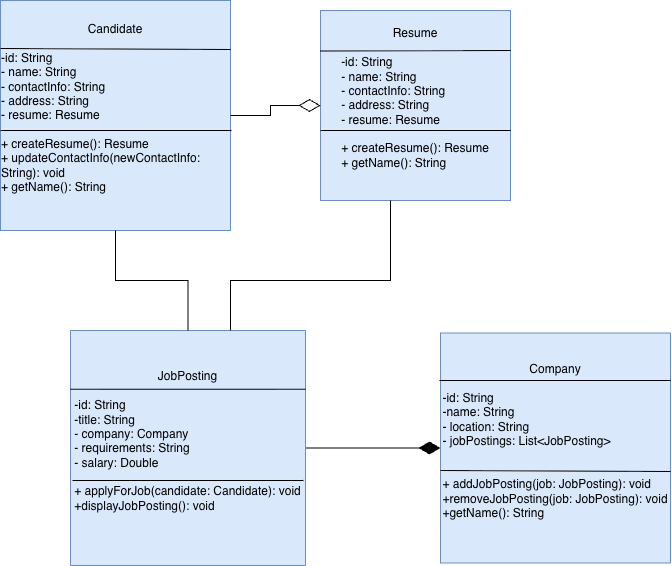 Candidate
-id: String
- name: String
- contactInfo: String
- address: String
- resume: Resume
+ createResume(): Resume
+ updateContactInfo(newContactInfo:
String): void
+ getName(): String
Resume
-id: String
- name: String
- contactInfo: String
- address: String
- resume: Resume
+ createResume(): Resume
+ getName(): String
JobPosting
-id: String
-title: String
- company: Company
- requirements: String
- salary: Double
+ applyForJob(candidate: Candidate): void
+displayJobPosting(): void
Company
-id: String
-name: String
- location: String
- jobPostings: List<JobPosting>
+ addJobPosting(job: JobPosting): void
+removeJobPosting(job: JobPosting): void
+getName(): String